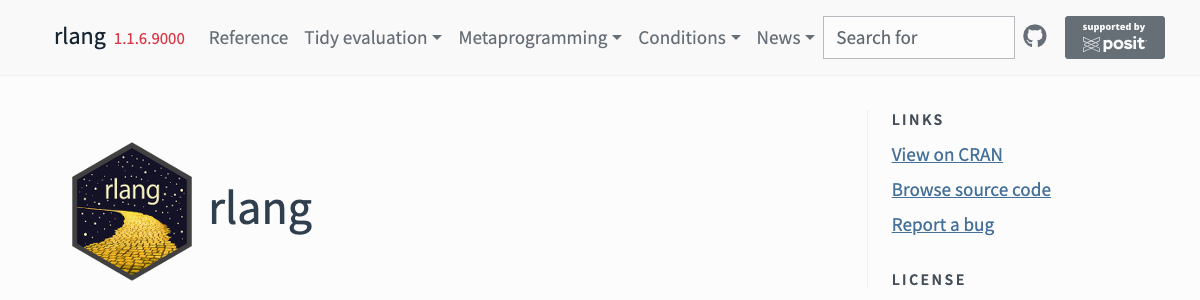 rlang 1.1.6.9000 Reference Tidy evaluation Metaprogramming Conditions News Search for
supported by
posit
rlang
rlang
LINKS
View on CRAN
Browse source code
Report a bug
LICENSE